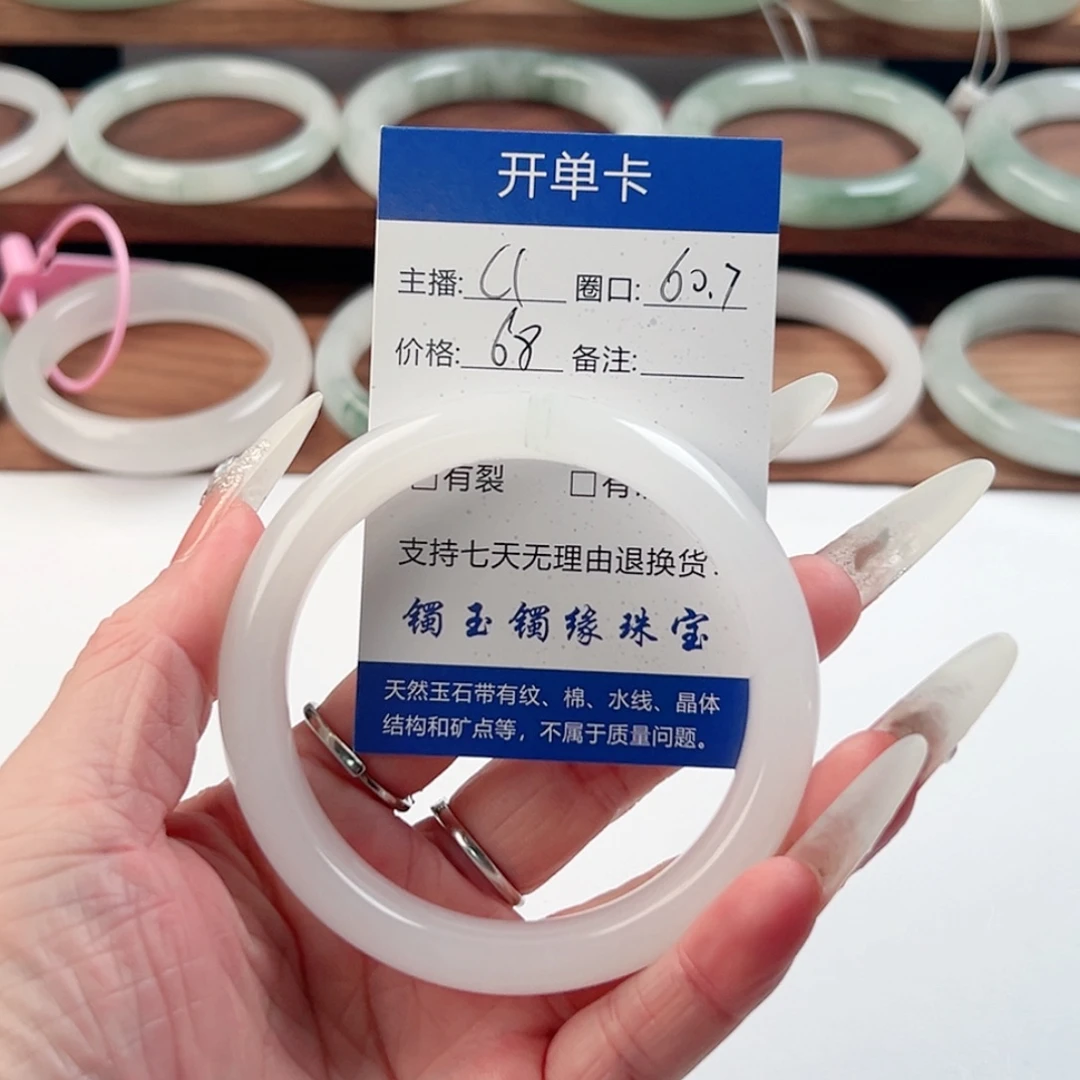 开单卡
主播: Cl 圈口: 60.7
价格: 68 备注:
□有裂 □有
支持七天无理由退换货.
镯玉镯缘珠宝
天然玉石带有纹、棉、水线、晶体
结构和矿点等，不属于质量问题。